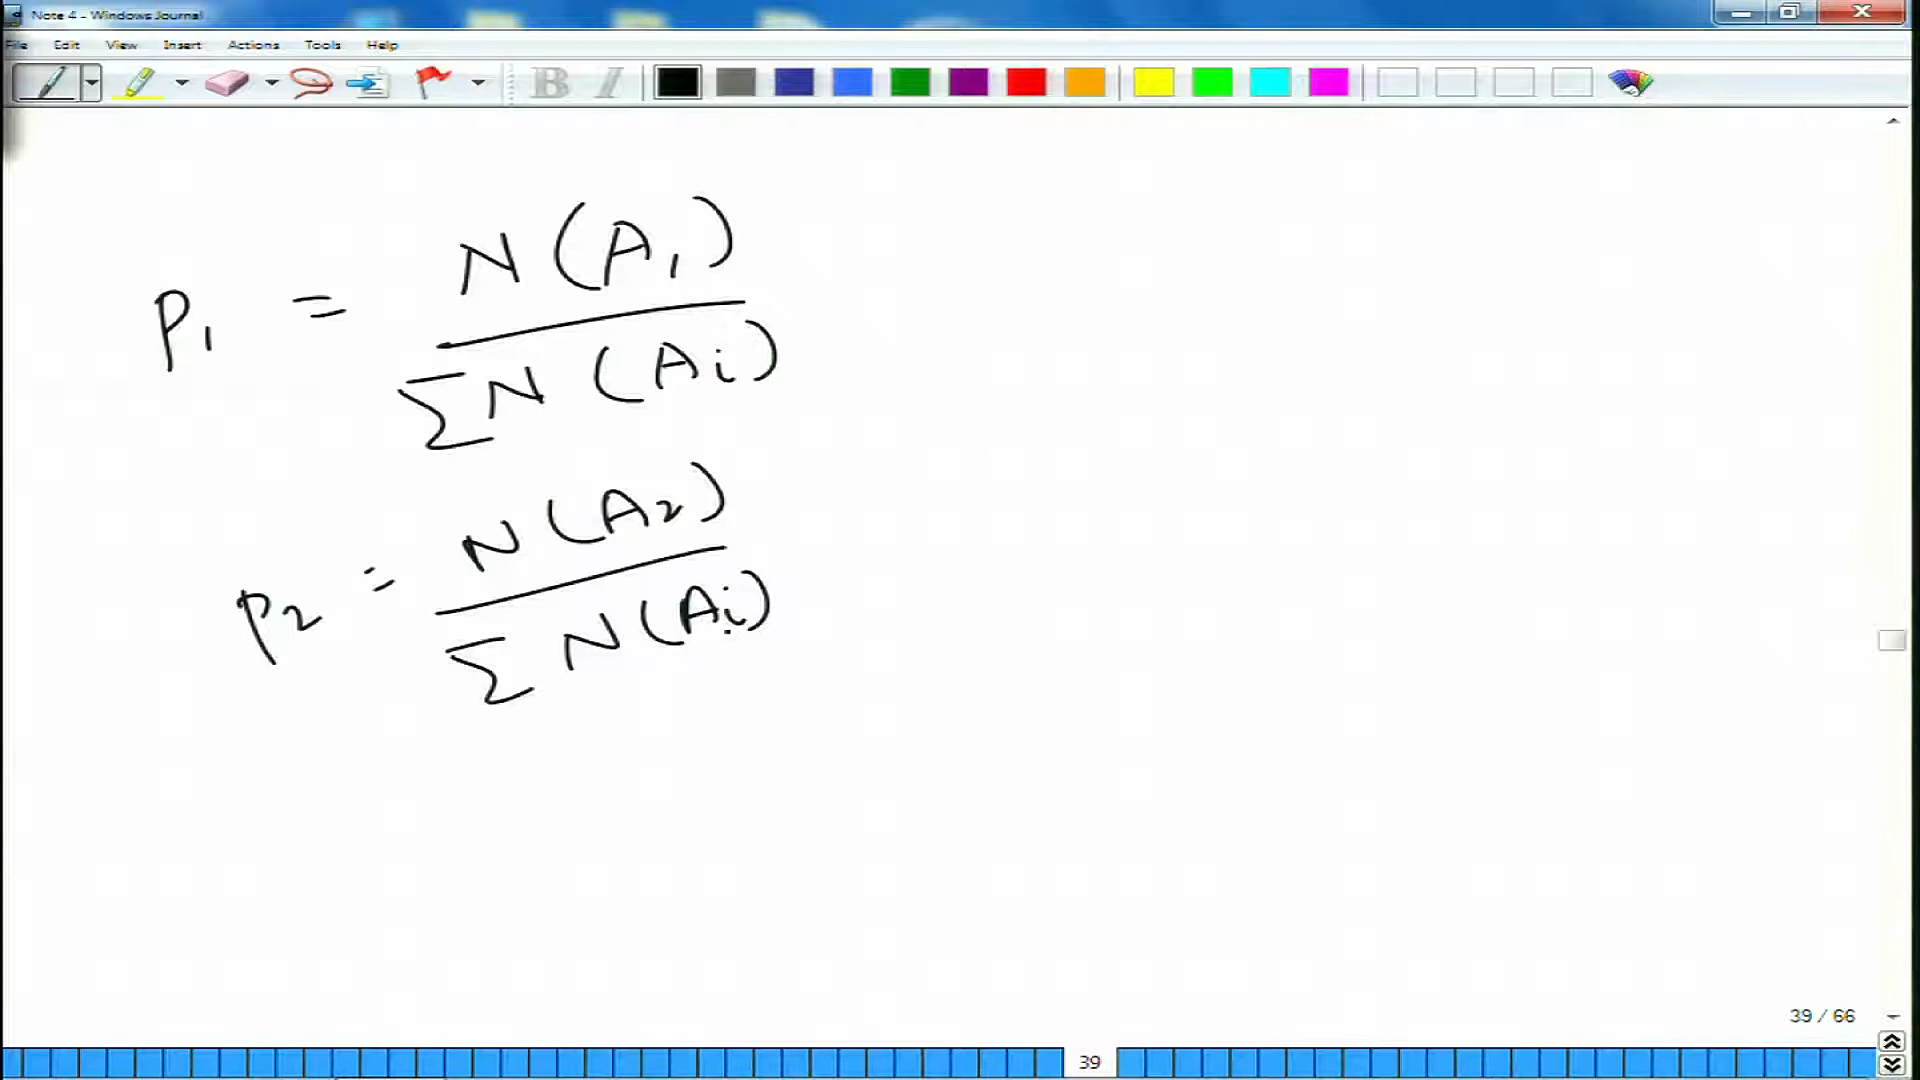 Note 4 - Windows Journal
File Edit View Insert Actions Tools Help
B I
P₁ = N(A₁) / ΣN(Ai)
P₂ = N(A₂) / ΣN(Ai)
39 / 66
39